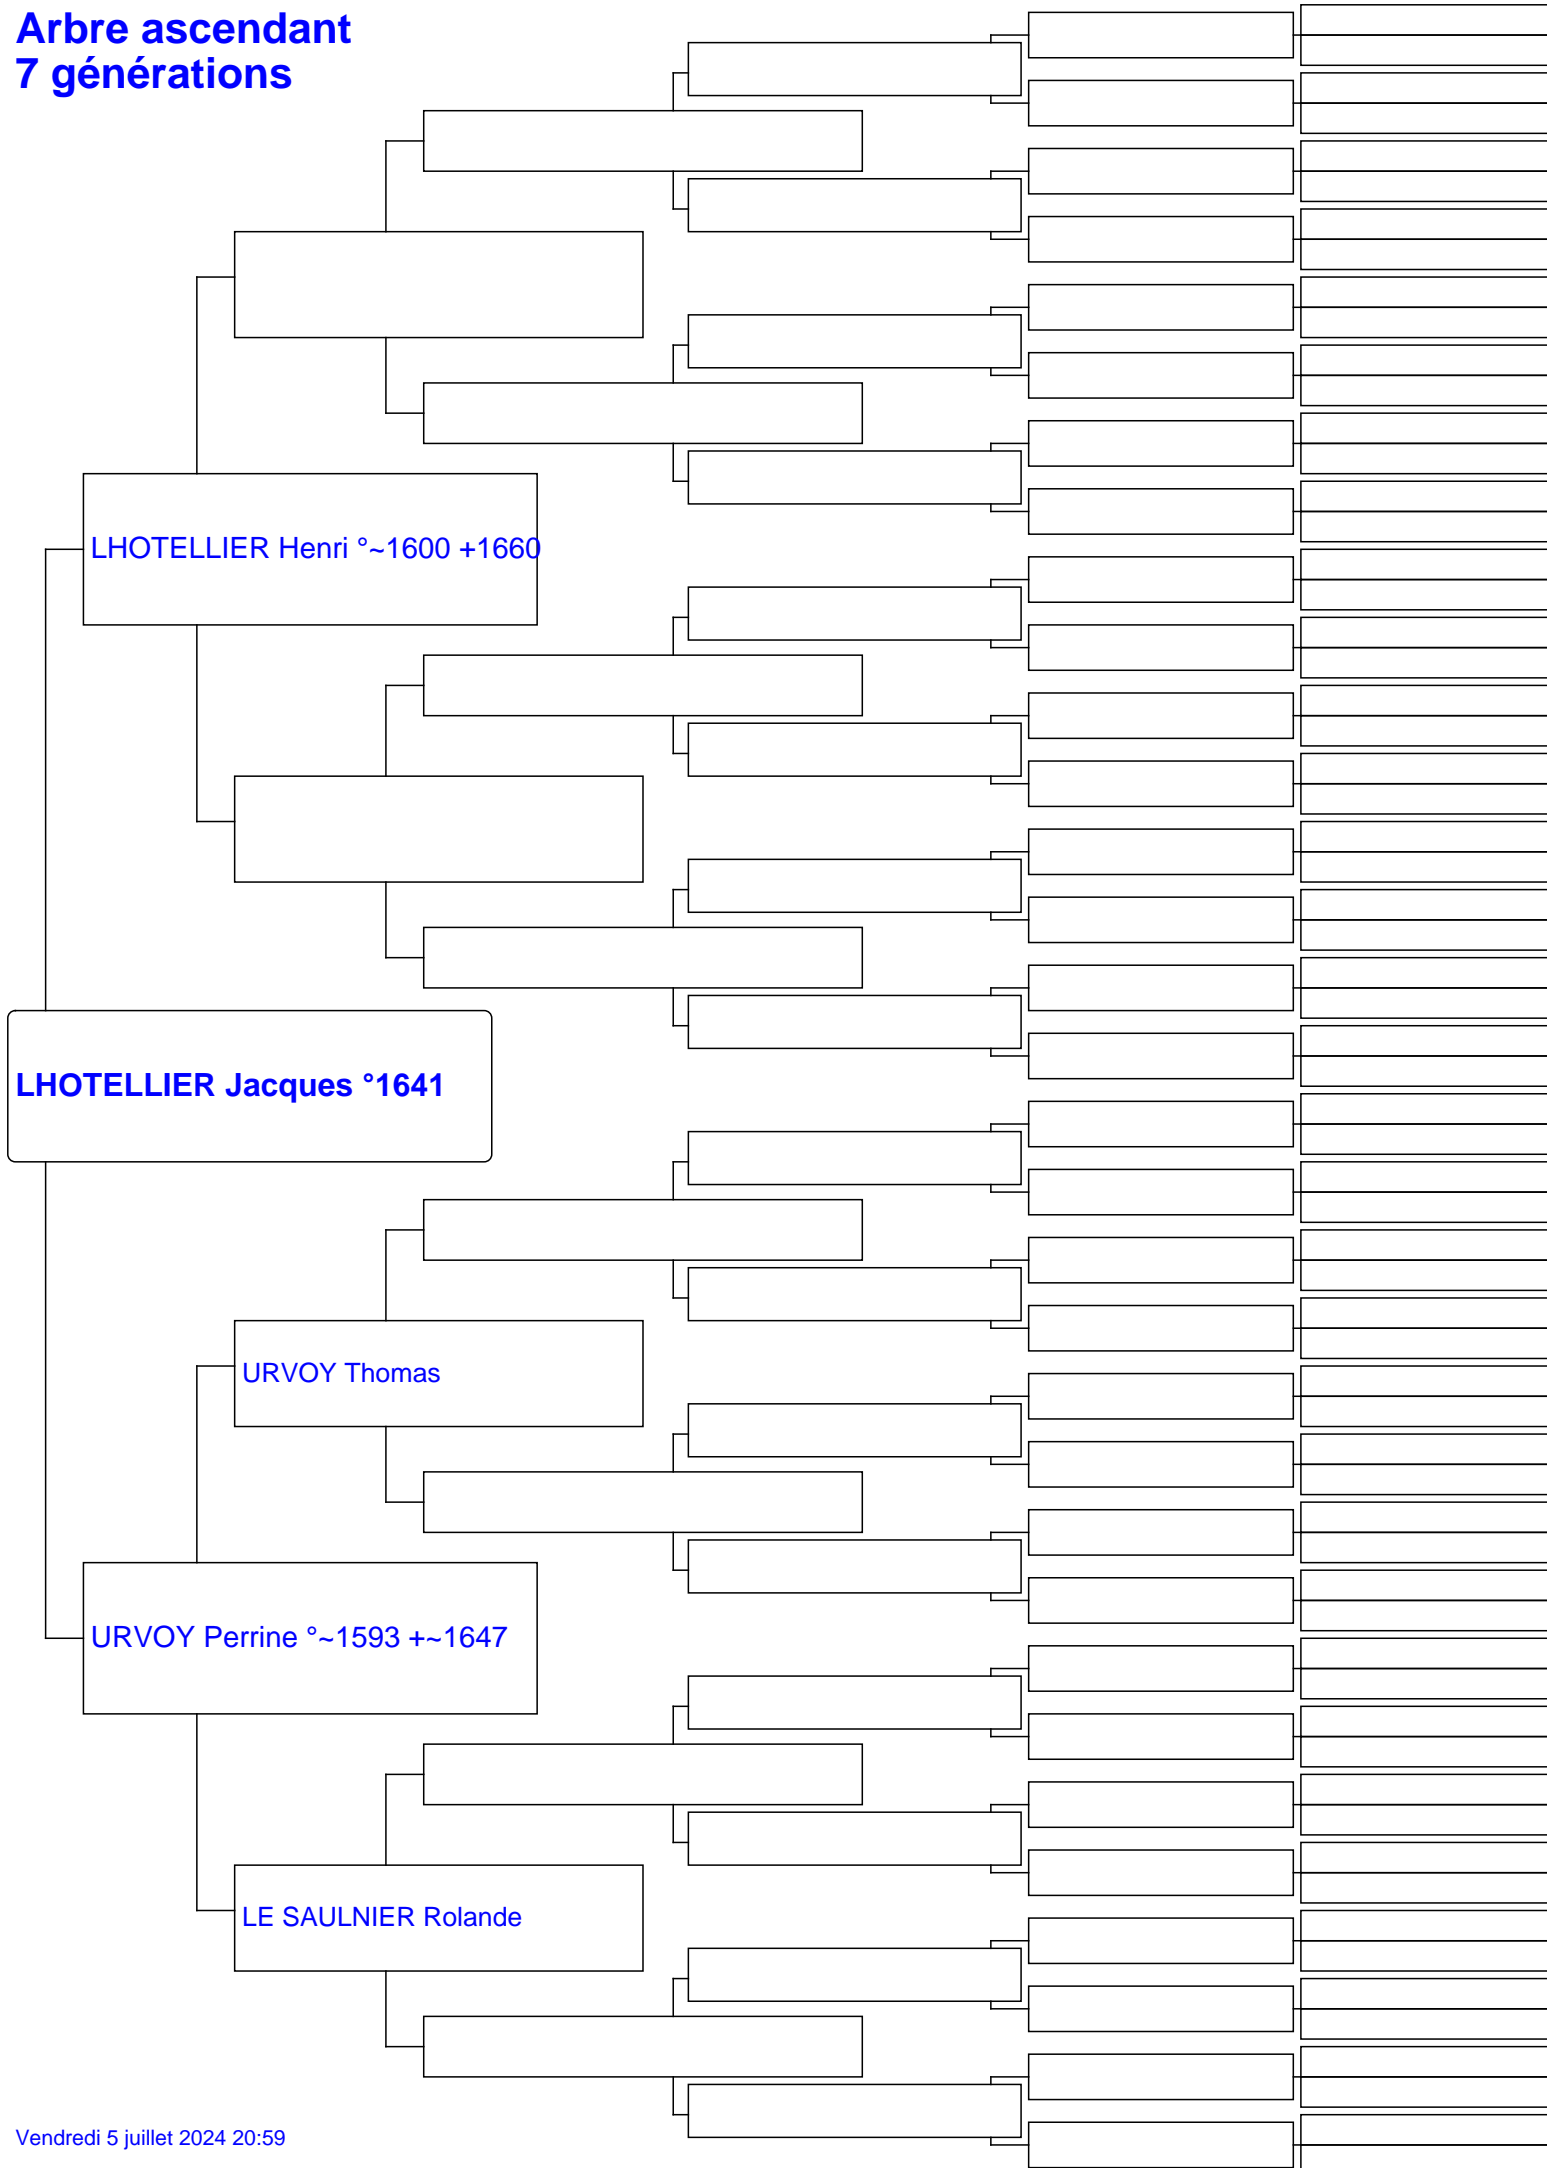 Arbre ascendant
7 générations
LHOTELLIER Henri °~1600 +1660
LHOTELLIER Jacques °1641
URVOY Thomas
URVOY Perrine °~1593 +~1647
LE SAULNIER Rolande
Vendredi 5 juillet 2024 20:59